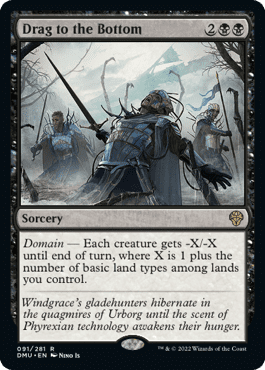 Drag to the Bottom 2
Sorcery
Domain — Each creature gets -X/-X
until end of turn, where X is 1 plus the
number of basic land types among lands
you control.
Windgrace's gladehunters hibernate in
the quagmires of Urborg until the scent of
Phyrexian technology awakens their hunger.
091/281 R
DMU • EN Nino Is
™ & © 2022 Wizards of the Coast